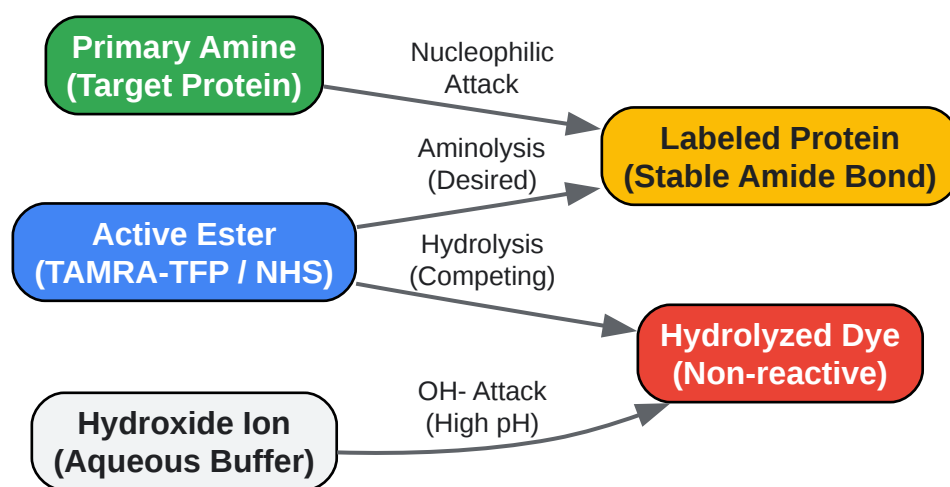 Primary Amine
(Target Protein)
Nucleophilic
Attack
Labeled Protein
(Stable Amide Bond)
Aminolysis
(Desired)
Active Ester
(TAMRA-TFP / NHS)
Hydrolysis
(Competing)
Hydrolyzed Dye
(Non-reactive)
OH- Attack
(High pH)
Hydroxide Ion
(Aqueous Buffer)